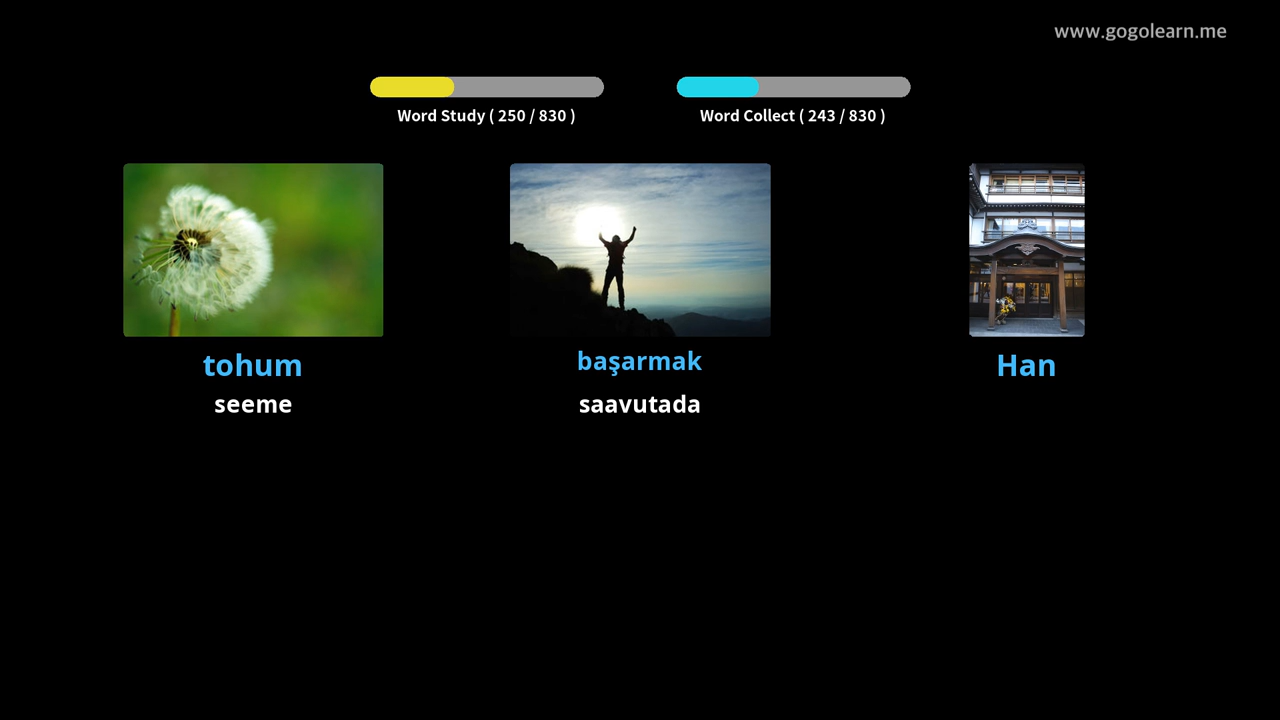 www.gogolearn.me
Word Study ( 250 / 830 )
Word Collect ( 243 / 830 )
tohum
seeme
başarmak
saavutada
Han